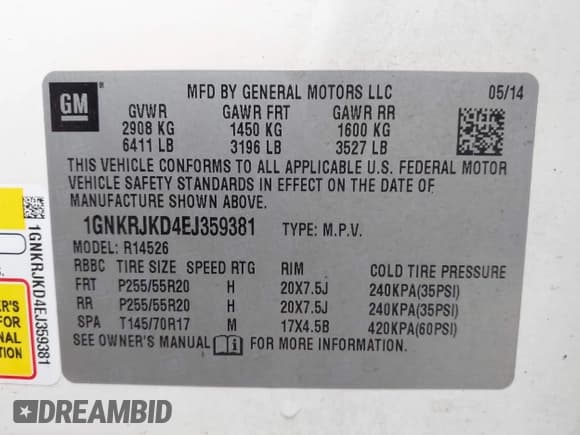 GM ®
MFD BY GENERAL MOTORS LLC 05/14
GVWR GAWR FRT GAWR RR
2908 KG 1450 KG 1600 KG
6411 LB 3196 LB 3527 LB
THIS VEHICLE CONFORMS TO ALL APPLICABLE U.S. FEDERAL MOTOR
VEHICLE SAFETY STANDARDS IN EFFECT ON THE DATE OF
MANUFACTURE SHOWN ABOVE.
1GNKRJKD4EJ359381 TYPE: M.P.V.
MODEL: R14526
RBBC TIRE SIZE SPEED RTG RIM COLD TIRE PRESSURE
FRT P255/55R20 H 20X7.5J 240KPA(35PSI)
RR P255/55R20 H 20X7.5J 240KPA(35PSI)
SPA T145/70R17 M 17X4.5B 420KPA(60PSI)
SEE OWNER'S MANUAL i FOR MORE INFORMATION.
1GNKRJKD4EJ359381
S.
R'S
FOR
NAL
TION
DREAMBID